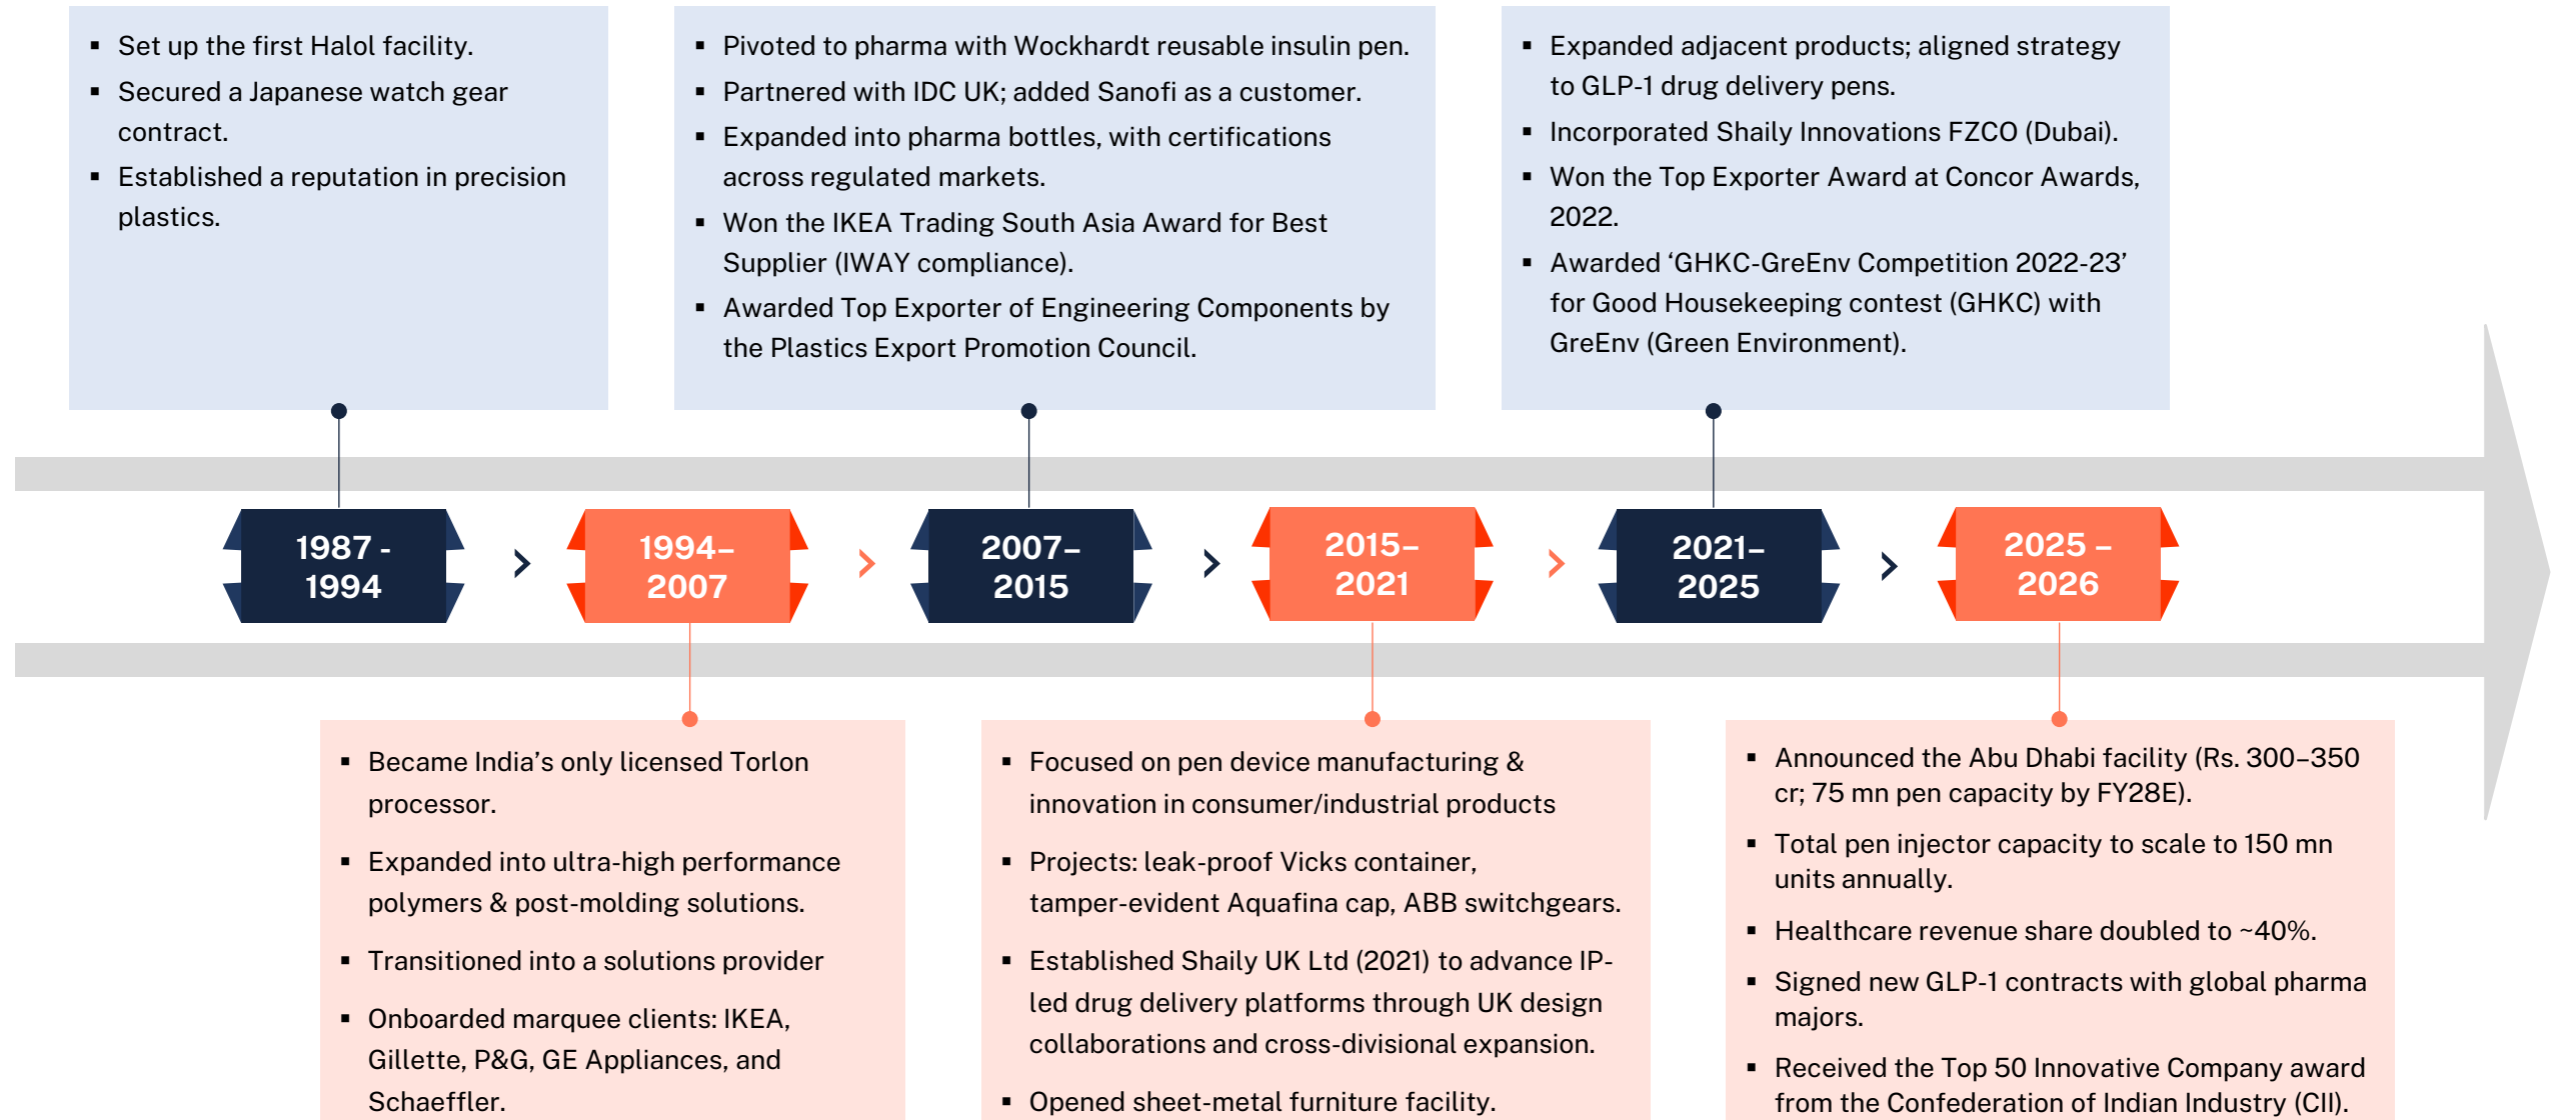 ▪ Set up the first Halol facility.
▪ Secured a Japanese watch gear
contract.
▪ Established a reputation in precision
plastics.
▪ Pivoted to pharma with Wockhardt reusable insulin pen.
▪ Partnered with IDC UK; added Sanofi as a customer.
▪ Expanded into pharma bottles, with certifications
across regulated markets.
▪ Won the IKEA Trading South Asia Award for Best
Supplier (IWAY compliance).
▪ Awarded Top Exporter of Engineering Components by
the Plastics Export Promotion Council.
▪ Expanded adjacent products; aligned strategy
to GLP-1 drug delivery pens.
▪ Incorporated Shaily Innovations FZCO (Dubai).
▪ Won the Top Exporter Award at Concor Awards,
2022.
▪ Awarded ‘GHKC-GreEnv Competition 2022-23’
for Good Housekeeping contest (GHKC) with
GreEnv (Green Environment).
1987 -
1994
1994–
2007
2007–
2015
2015–
2021
2021–
2025
2025 –
2026
▪ Became India’s only licensed Torlon
processor.
▪ Expanded into ultra-high performance
polymers & post-molding solutions.
▪ Transitioned into a solutions provider
▪ Onboarded marquee clients: IKEA,
Gillette, P&G, GE Appliances, and
Schaeffler.
▪ Focused on pen device manufacturing &
innovation in consumer/industrial products
▪ Projects: leak-proof Vicks container,
tamper-evident Aquafina cap, ABB switchgears.
▪ Established Shaily UK Ltd (2021) to advance IP-
led drug delivery platforms through UK design
collaborations and cross-divisional expansion.
▪ Opened sheet-metal furniture facility.
▪ Announced the Abu Dhabi facility (Rs. 300–350
cr; 75 mn pen capacity by FY28E).
▪ Total pen injector capacity to scale to 150 mn
units annually.
▪ Healthcare revenue share doubled to ~40%.
▪ Signed new GLP-1 contracts with global pharma
majors.
▪ Received the Top 50 Innovative Company award
from the Confederation of Indian Industry (CII).